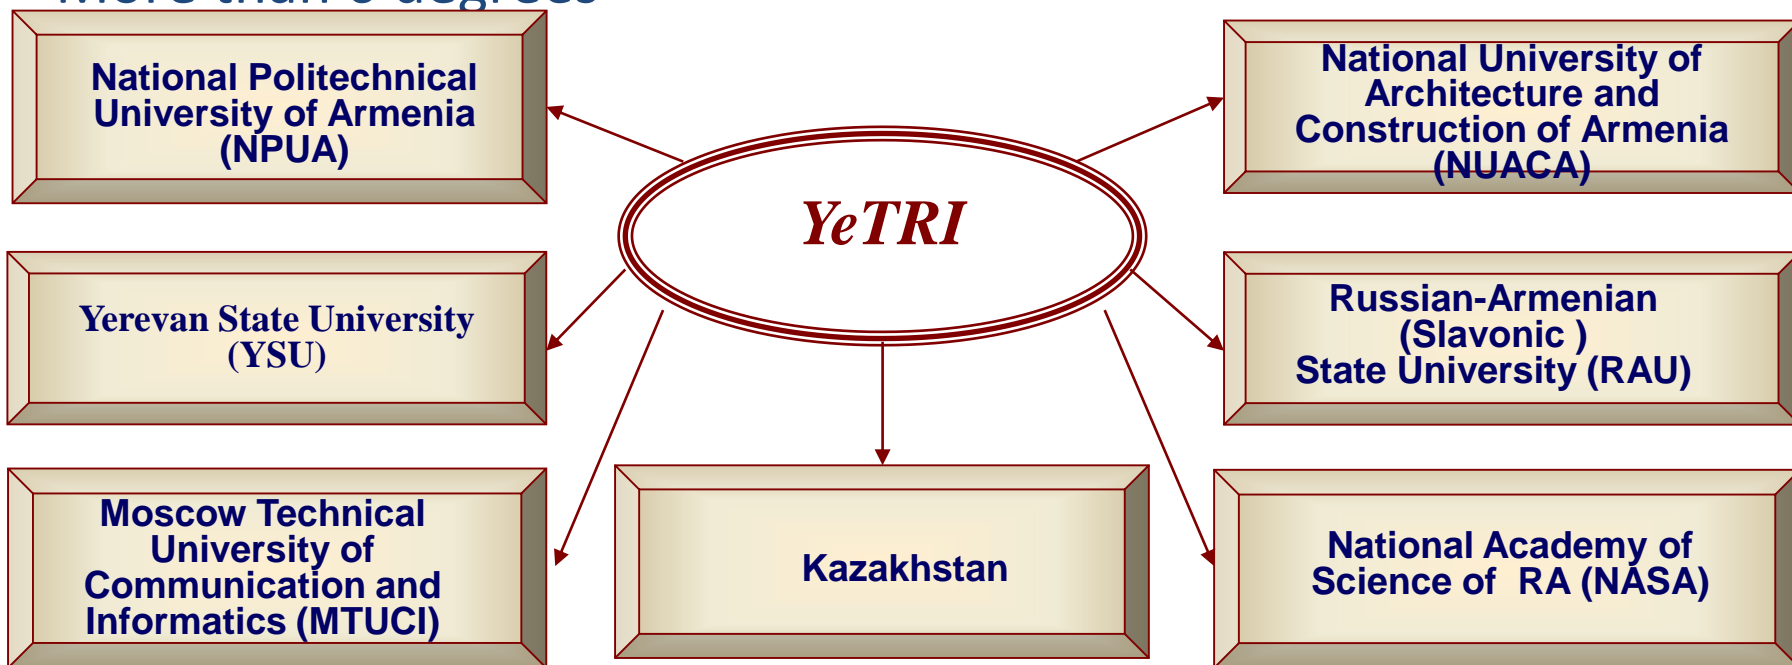 National Politechnical
University of Armenia
(NPUA)
National University of
Architecture and
Construction of Armenia
(NUACA)
YeTRI
Yerevan State University
(YSU)
Russian-Armenian
(Slavonic )
State University (RAU)
Moscow Technical
University of
Communication and
Informatics (MTUCI)
Kazakhstan
National Academy of
Science of RA (NASA)